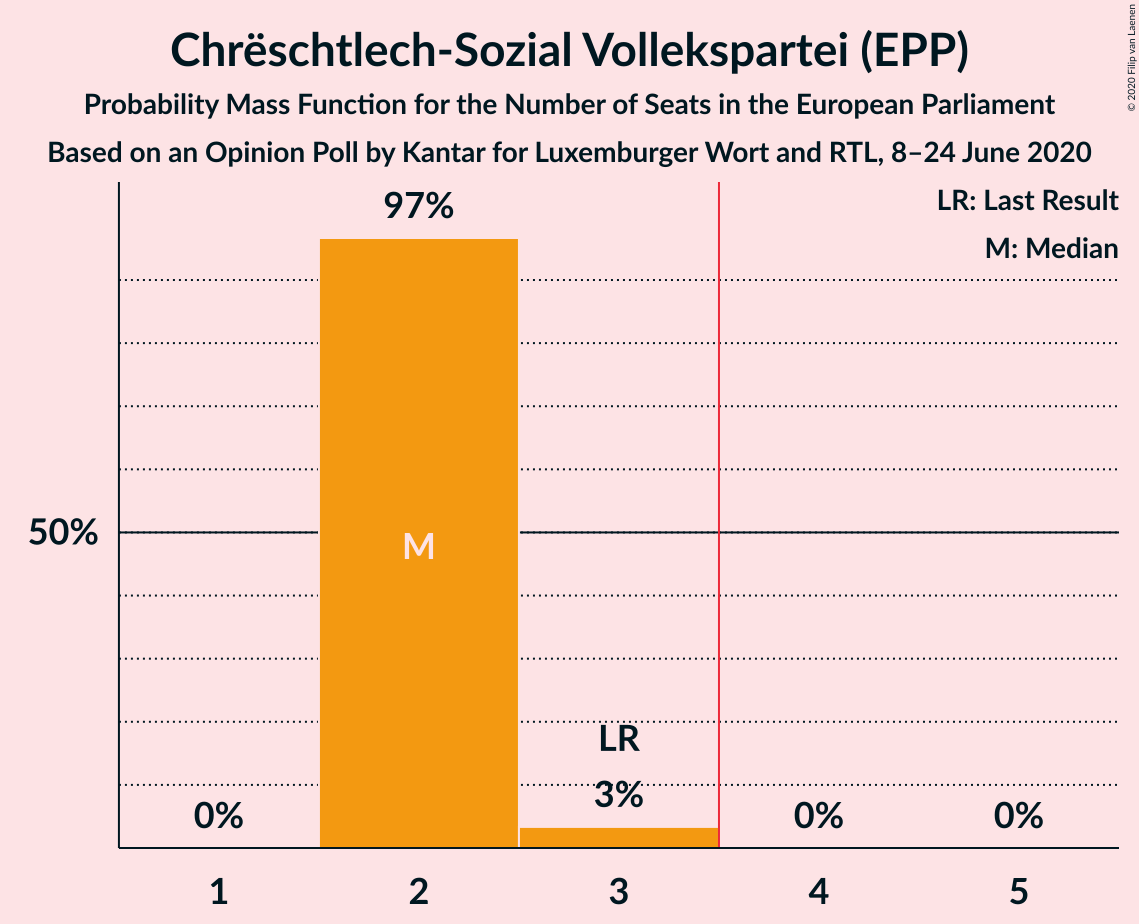 Chrëschtlech-Sozial Vollekspartei (EPP)
Probability Mass Function for the Number of Seats in the European Parliament
Based on an Opinion Poll by Kantar for Luxemburger Wort and RTL, 8–24 June 2020
© 2020 Filip van Laenen
LR: Last Result
M: Median
97%
50%
M
LR
0%
3%
0%
0%
1
2
3
4
5